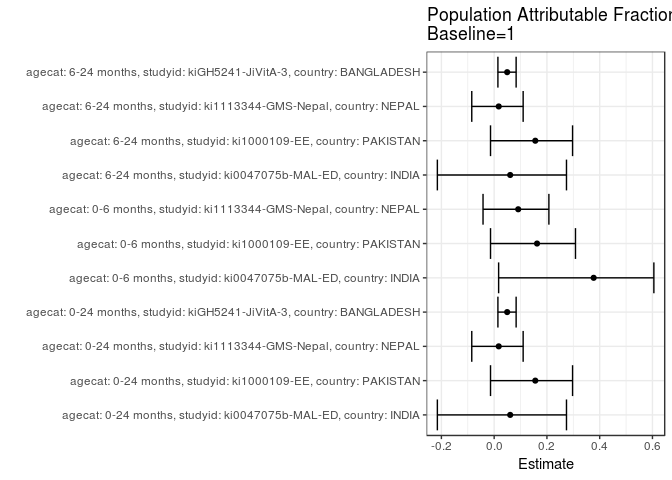 Population Attributable Fraction
Baseline=1
agecat: 6-24 months, studyid: kiGH5241-JiVitA-3, country: BANGLADESH
agecat: 6-24 months, studyid: ki1113344-GMS-Nepal, country: NEPAL
agecat: 6-24 months, studyid: ki1000109-EE, country: PAKISTAN
agecat: 6-24 months, studyid: ki0047075b-MAL-ED, country: INDIA
agecat: 0-6 months, studyid: ki1113344-GMS-Nepal, country: NEPAL
agecat: 0-6 months, studyid: ki1000109-EE, country: PAKISTAN
agecat: 0-6 months, studyid: ki0047075b-MAL-ED, country: INDIA
agecat: 0-24 months, studyid: kiGH5241-JiVitA-3, country: BANGLADESH
agecat: 0-24 months, studyid: ki1113344-GMS-Nepal, country: NEPAL
agecat: 0-24 months, studyid: ki1000109-EE, country: PAKISTAN
agecat: 0-24 months, studyid: ki0047075b-MAL-ED, country: INDIA
-0.2 0.0 0.2 0.4 0.6
Estimate